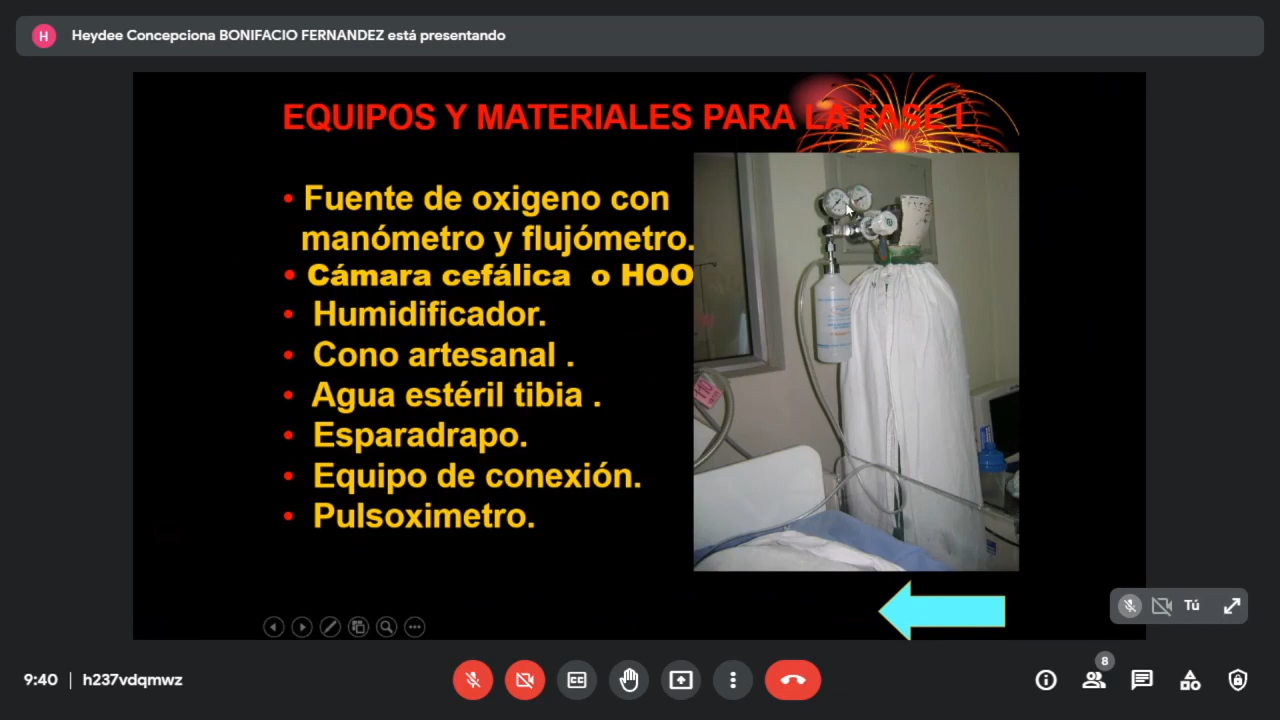 H
Heydee Concepciona BONIFACIO FERNANDEZ está presentando
EQUIPOS Y MATERIALES PARA LA FASE I
• Fuente de oxigeno con
manómetro y flujómetro.
• Cámara cefálica o HOO
• Humidificador.
• Cono artesanal .
• Agua estéril tibia .
• Esparadrapo.
• Equipo de conexión.
• Pulsoximetro.
Tú
9:40 | h237vdqmwz
CC
8